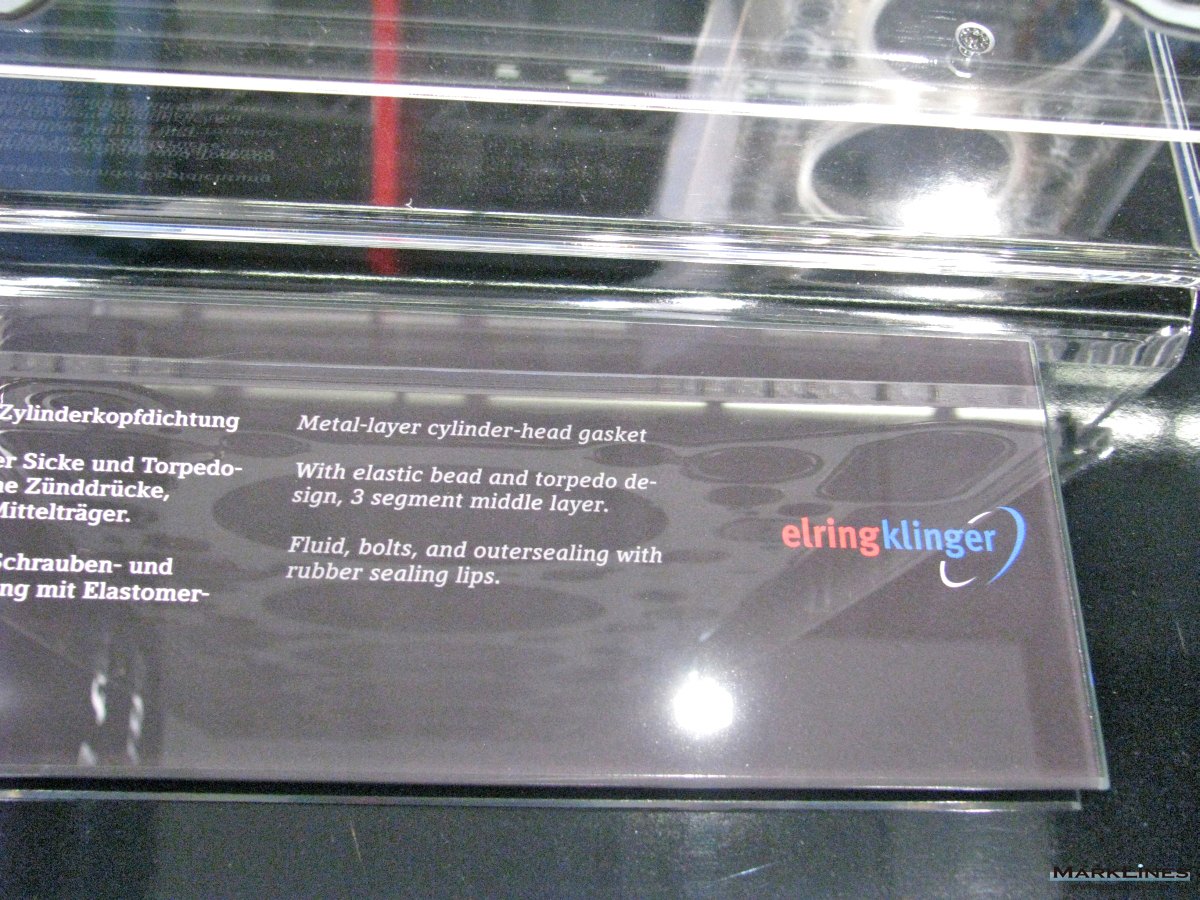 Zylinderkopfdichtung
er Sicke und Torpedo-
ne Zünddrücke,
Mittelträger.
Schrauben- und
ng mit Elastomer-
Metal-layer cylinder-head gasket
With elastic bead and torpedo de-
sign, 3 segment middle layer.
Fluid, bolts, and outersealing with
rubber sealing lips.
elringklinger
MARKLINES